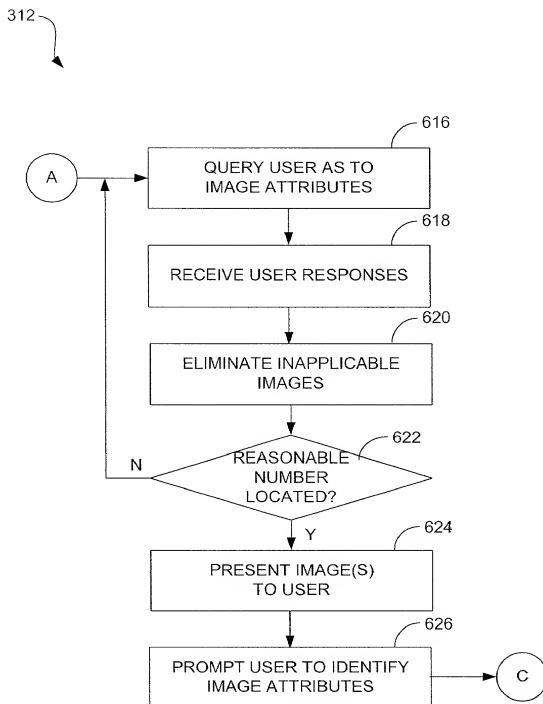 312
616
A
QUERY USER AS TO
IMAGE ATTRIBUTES
618
RECEIVE USER RESPONSES
620
ELIMINATE INAPPLICABLE
IMAGES
622
N
REASONABLE
NUMBER
LOCATED?
Y
624
PRESENT IMAGE(S)
TO USER
626
PROMPT USER TO IDENTIFY
IMAGE ATTRIBUTES
C